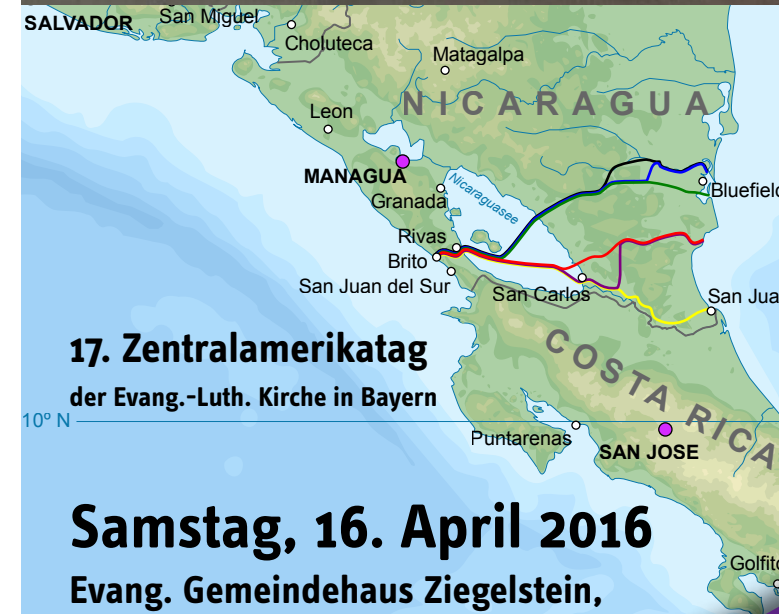 SALVADOR
San Miguel
Choluteca
Matagalpa
NICARAGUA
Leon
MANAGUA
Granada
Nicaraguasee
Bluefield
Rivas
Brito
San Juan del Sur
San Carlos
San Jua
17. Zentralamerikatag
der Evang.-Luth. Kirche in Bayern
COSTA RICA
10° N
Puntarenas
SAN JOSE
Samstag, 16. April 2016
Golfito
Evang. Gemeindehaus Ziegelstein,